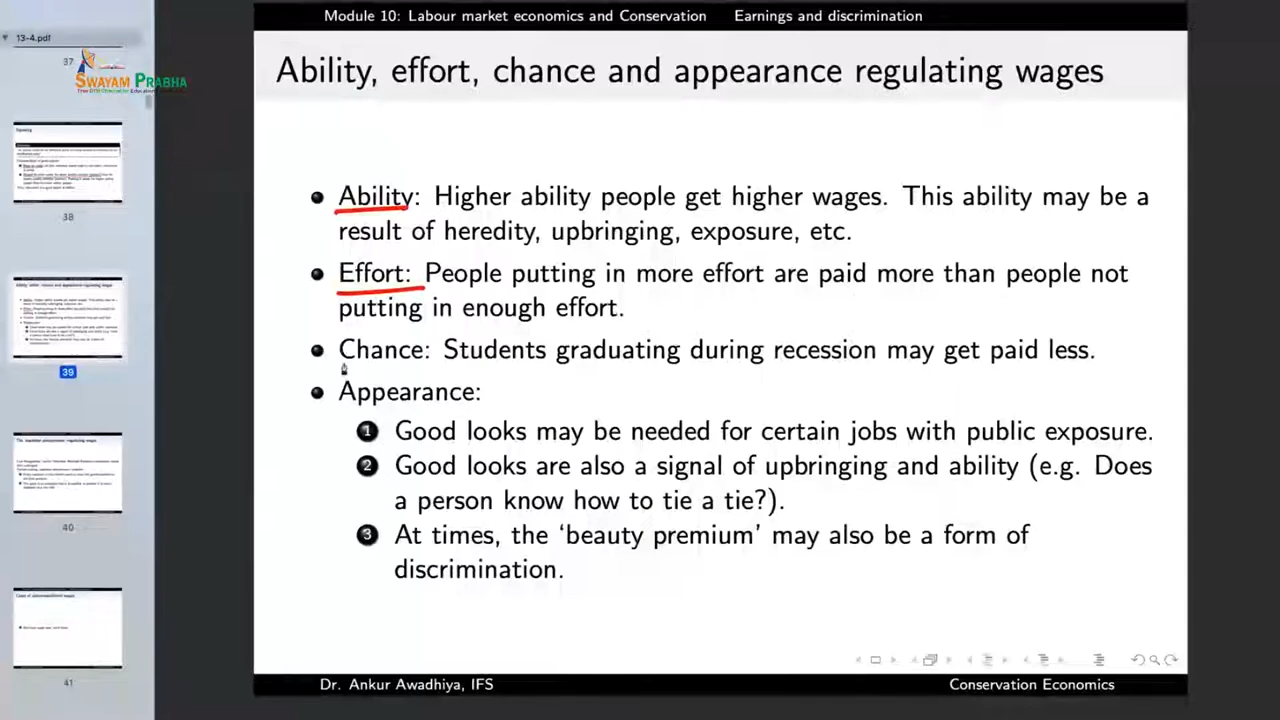 Module 10: Labour market economics and Conservation Earnings and discrimination
13-4.pdf
37
SWAYAM PRABHA
Ability, effort, chance and appearance regulating wages
Ability: Higher ability people get higher wages. This ability may be a
result of heredity, upbringing, exposure, etc.
Effort: People putting in more effort are paid more than people not
putting in enough effort.
Chance: Students graduating during recession may get paid less.
Appearance:
1 Good looks may be needed for certain jobs with public exposure.
2 Good looks are also a signal of upbringing and ability (e.g. Does
a person know how to tie a tie?).
3 At times, the ‘beauty premium’ may also be a form of
discrimination.
38
39
40
41
Dr. Ankur Awadhiya, IFS Conservation Economics